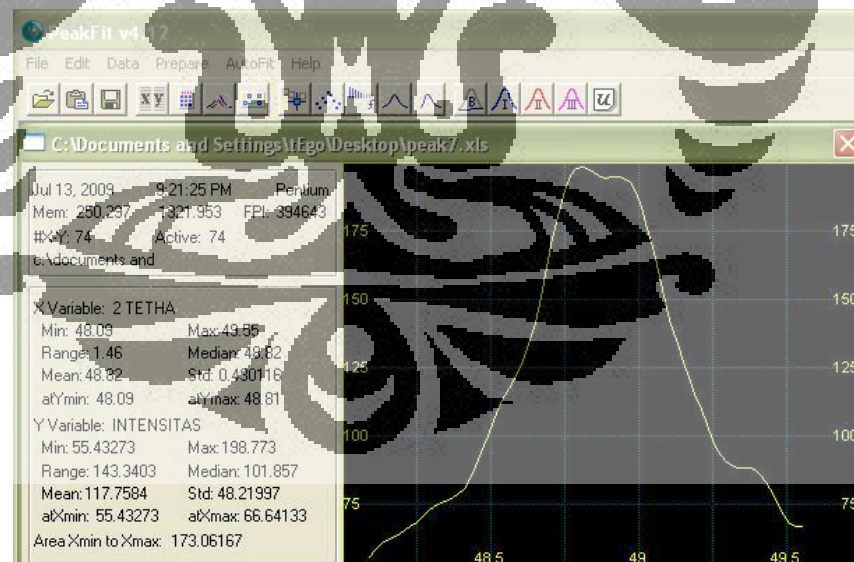 PeakFit v4.12
File Edit Data Prepare AutoFit Help
C:\Documents and Settings\tEgo\Desktop\peak7.xls
Jul 13, 2009 9:21:25 PM Pentium
Mem: 250.297 1321.953 FPI: 394643
#X-Y: 74 Active: 74
c:\documents and
X Variable: 2 TETHA
Min: 48.09 Max: 49.55
Range: 1.46 Median: 48.82
Mean: 48.82 Std: 0.430116
atYmin: 48.09 atYmax: 48.81
Y Variable: INTENSITAS
Min: 55.43273 Max: 198.773
Range: 143.3403 Median: 101.857
Mean: 117.7584 Std: 48.21997
atXmin: 55.43273 atXmax: 66.64133
Area Xmin to Xmax: 173.06167
175 175
150 150
125 125
100 100
75 75
48.5 49 49.5